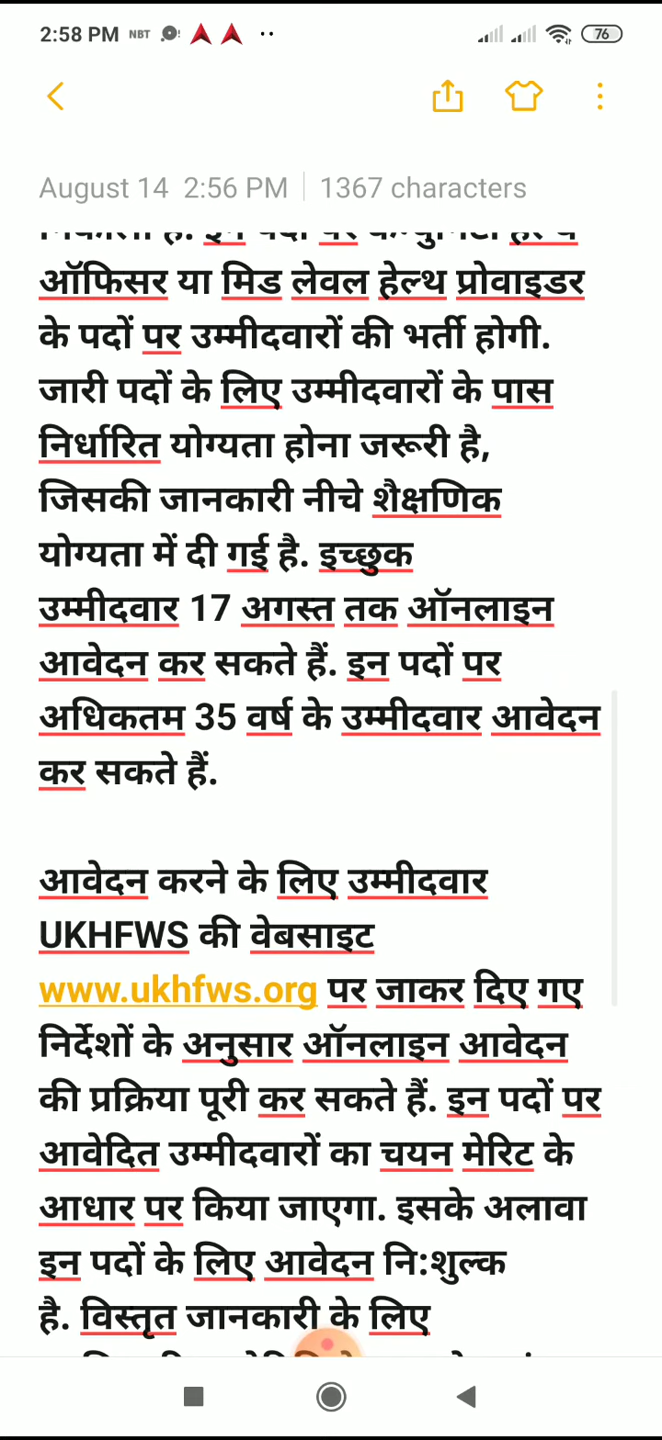 2:58 PM NBT
76
August 14 2:56 PM | 1367 characters
ऑफिसर या मिड लेवल हेल्थ प्रोवाइडर
के पदों पर उम्मीदवारों की भर्ती होगी.
जारी पदों के लिए उम्मीदवारों के पास
निर्धारित योग्यता होना जरूरी है,
जिसकी जानकारी नीचे शैक्षणिक
योग्यता में दी गई है. इच्छुक
उम्मीदवार 17 अगस्त तक ऑनलाइन
आवेदन कर सकते हैं. इन पदों पर
अधिकतम 35 वर्ष के उम्मीदवार आवेदन
कर सकते हैं.
आवेदन करने के लिए उम्मीदवार
UKHFWS की वेबसाइट
www.ukhfws.org पर जाकर दिए गए
निर्देशों के अनुसार ऑनलाइन आवेदन
की प्रक्रिया पूरी कर सकते हैं. इन पदों पर
आवेदित उम्मीदवारों का चयन मेरिट के
आधार पर किया जाएगा. इसके अलावा
इन पदों के लिए आवेदन नि:शुल्क
है. विस्तृत जानकारी के लिए